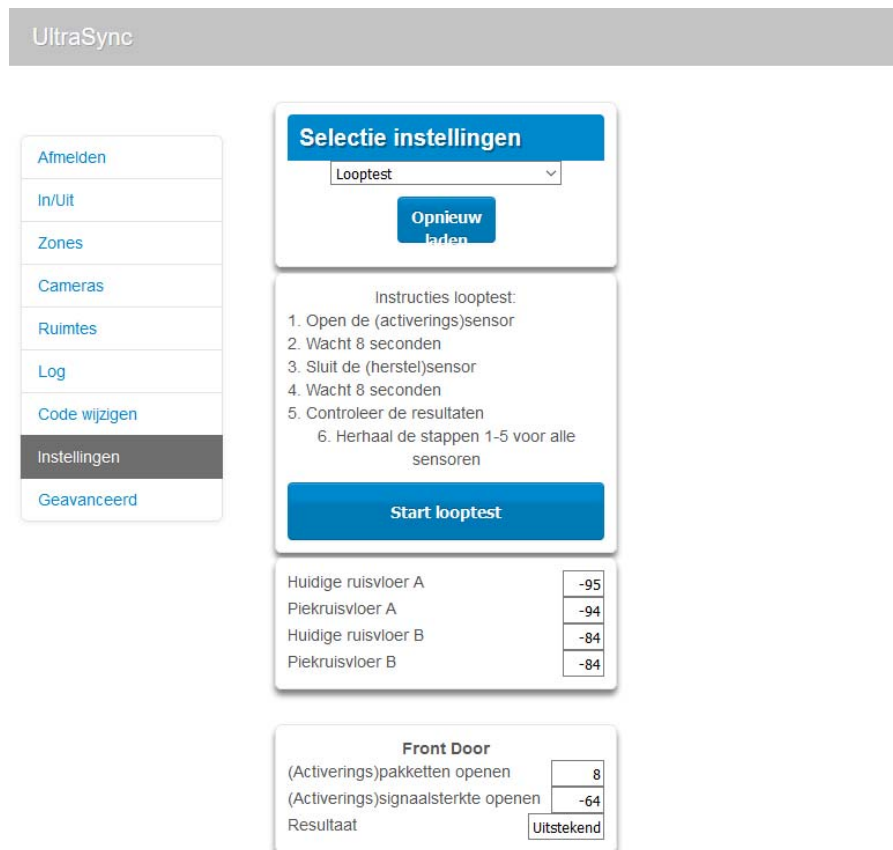 UltraSync
Afmelden
In/Uit
Zones
Cameras
Ruimtes
Log
Code wijzigen
Instellingen
Geavanceerd
Selectie instellingen
Looptest
Opnieuw
laden
Instructies looptest:
1. Open de (activerings)sensor
2. Wacht 8 seconden
3. Sluit de (herstel)sensor
4. Wacht 8 seconden
5. Controleer de resultaten
6. Herhaal de stappen 1-5 voor alle
sensoren
Start looptest
Huidige ruisvloer A -95
Piekruisvloer A -94
Huidige ruisvloer B -84
Piekruisvloer B -84
Front Door
(Activerings)pakketten openen 8
(Activerings)signaalsterkte openen -64
Resultaat Uitstekend